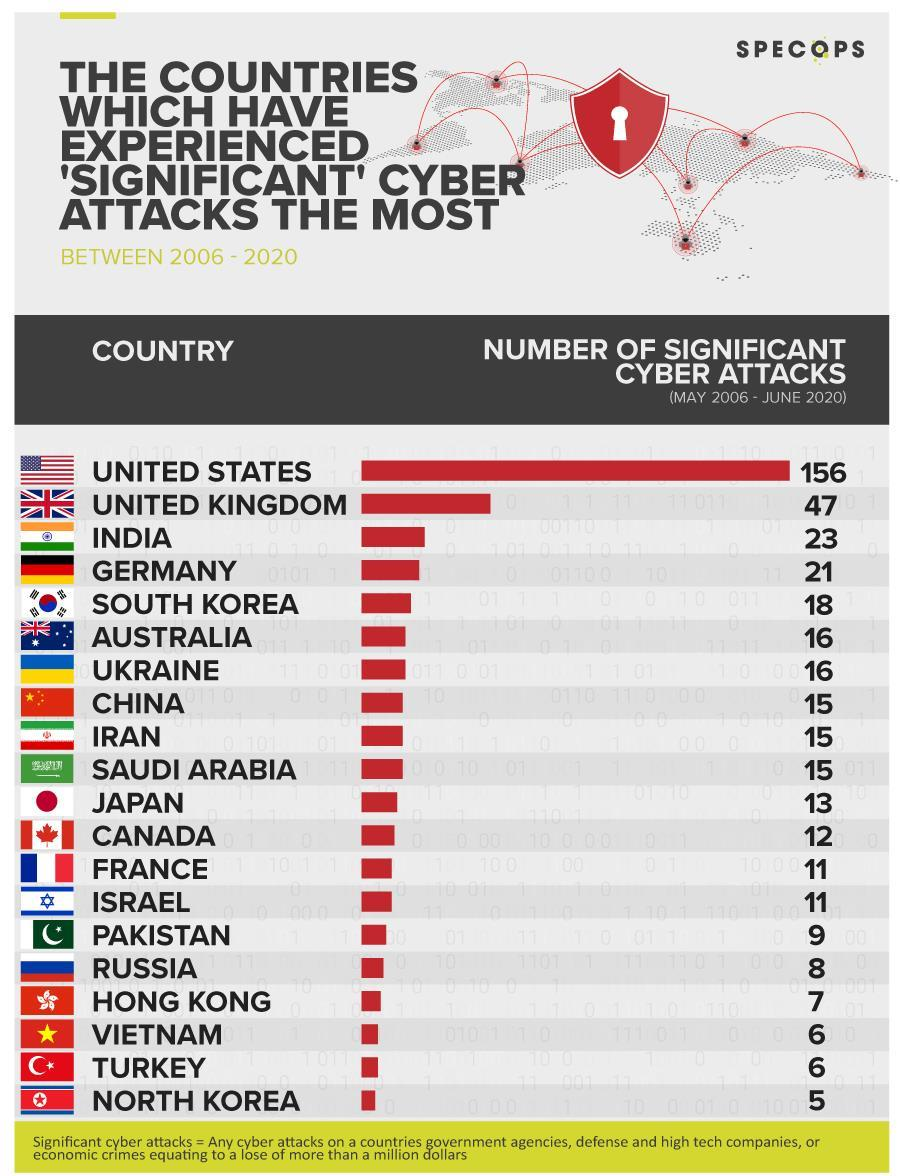 SPECOPS
THE COUNTRIES
WHICH HAVE
EXPERIENCED
'SIGNIFICANT' CYBER
ATTACKS THE MOST
BETWEEN 2006 - 2020
COUNTRY
NUMBER OF SIGNIFICANT
CYBER ATTACKS
(MAY 2006 - JUNE 2020)
UNITED STATES 156
UNITED KINGDOM 47
INDIA 23
GERMANY 21
SOUTH KOREA 18
AUSTRALIA 16
UKRAINE 16
CHINA 15
IRAN 15
SAUDI ARABIA 15
JAPAN 13
CANADA 12
FRANCE 11
ISRAEL 11
PAKISTAN 9
RUSSIA 8
HONG KONG 7
VIETNAM 6
TURKEY 6
NORTH KOREA 5
Significant cyber attacks = Any cyber attacks on a countries government agencies, defense and high tech companies, or
economic crimes equating to a lose of more than a million dollars